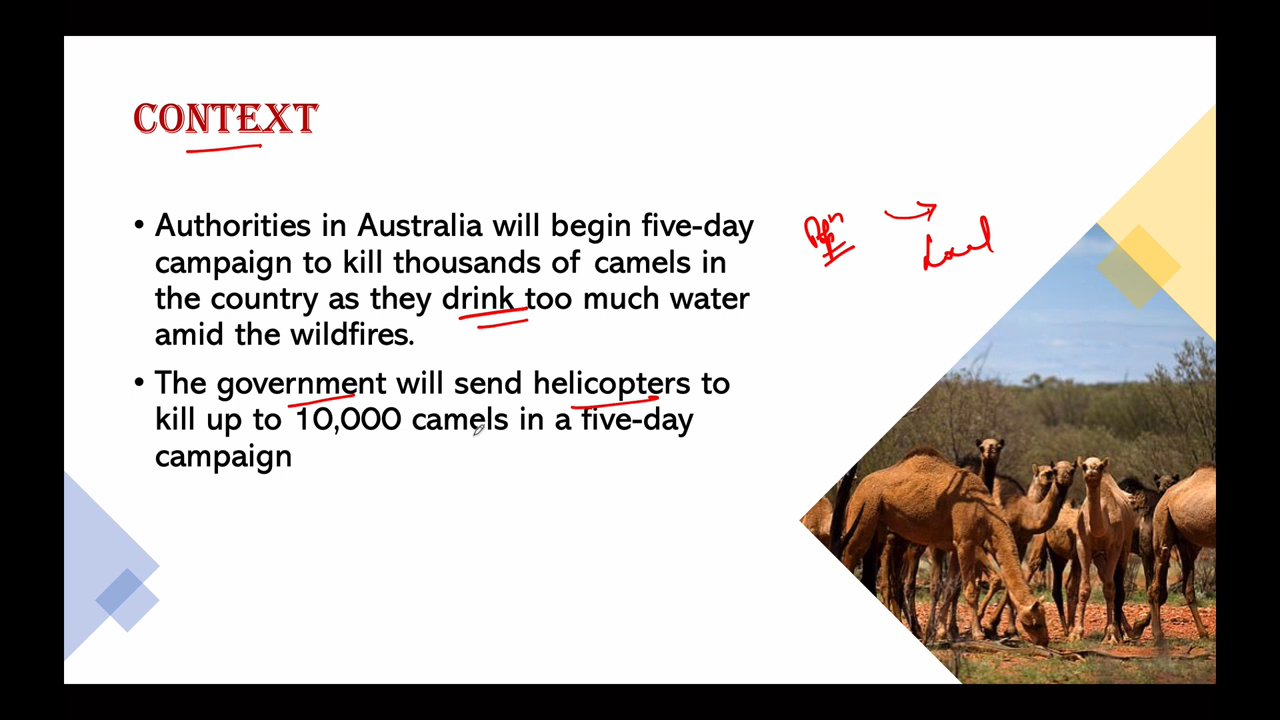 CONTEXT
• Authorities in Australia will begin five-day
campaign to kill thousands of camels in
the country as they drink too much water
amid the wildfires.
• The government will send helicopters to
kill up to 10,000 camels in a five-day
campaign